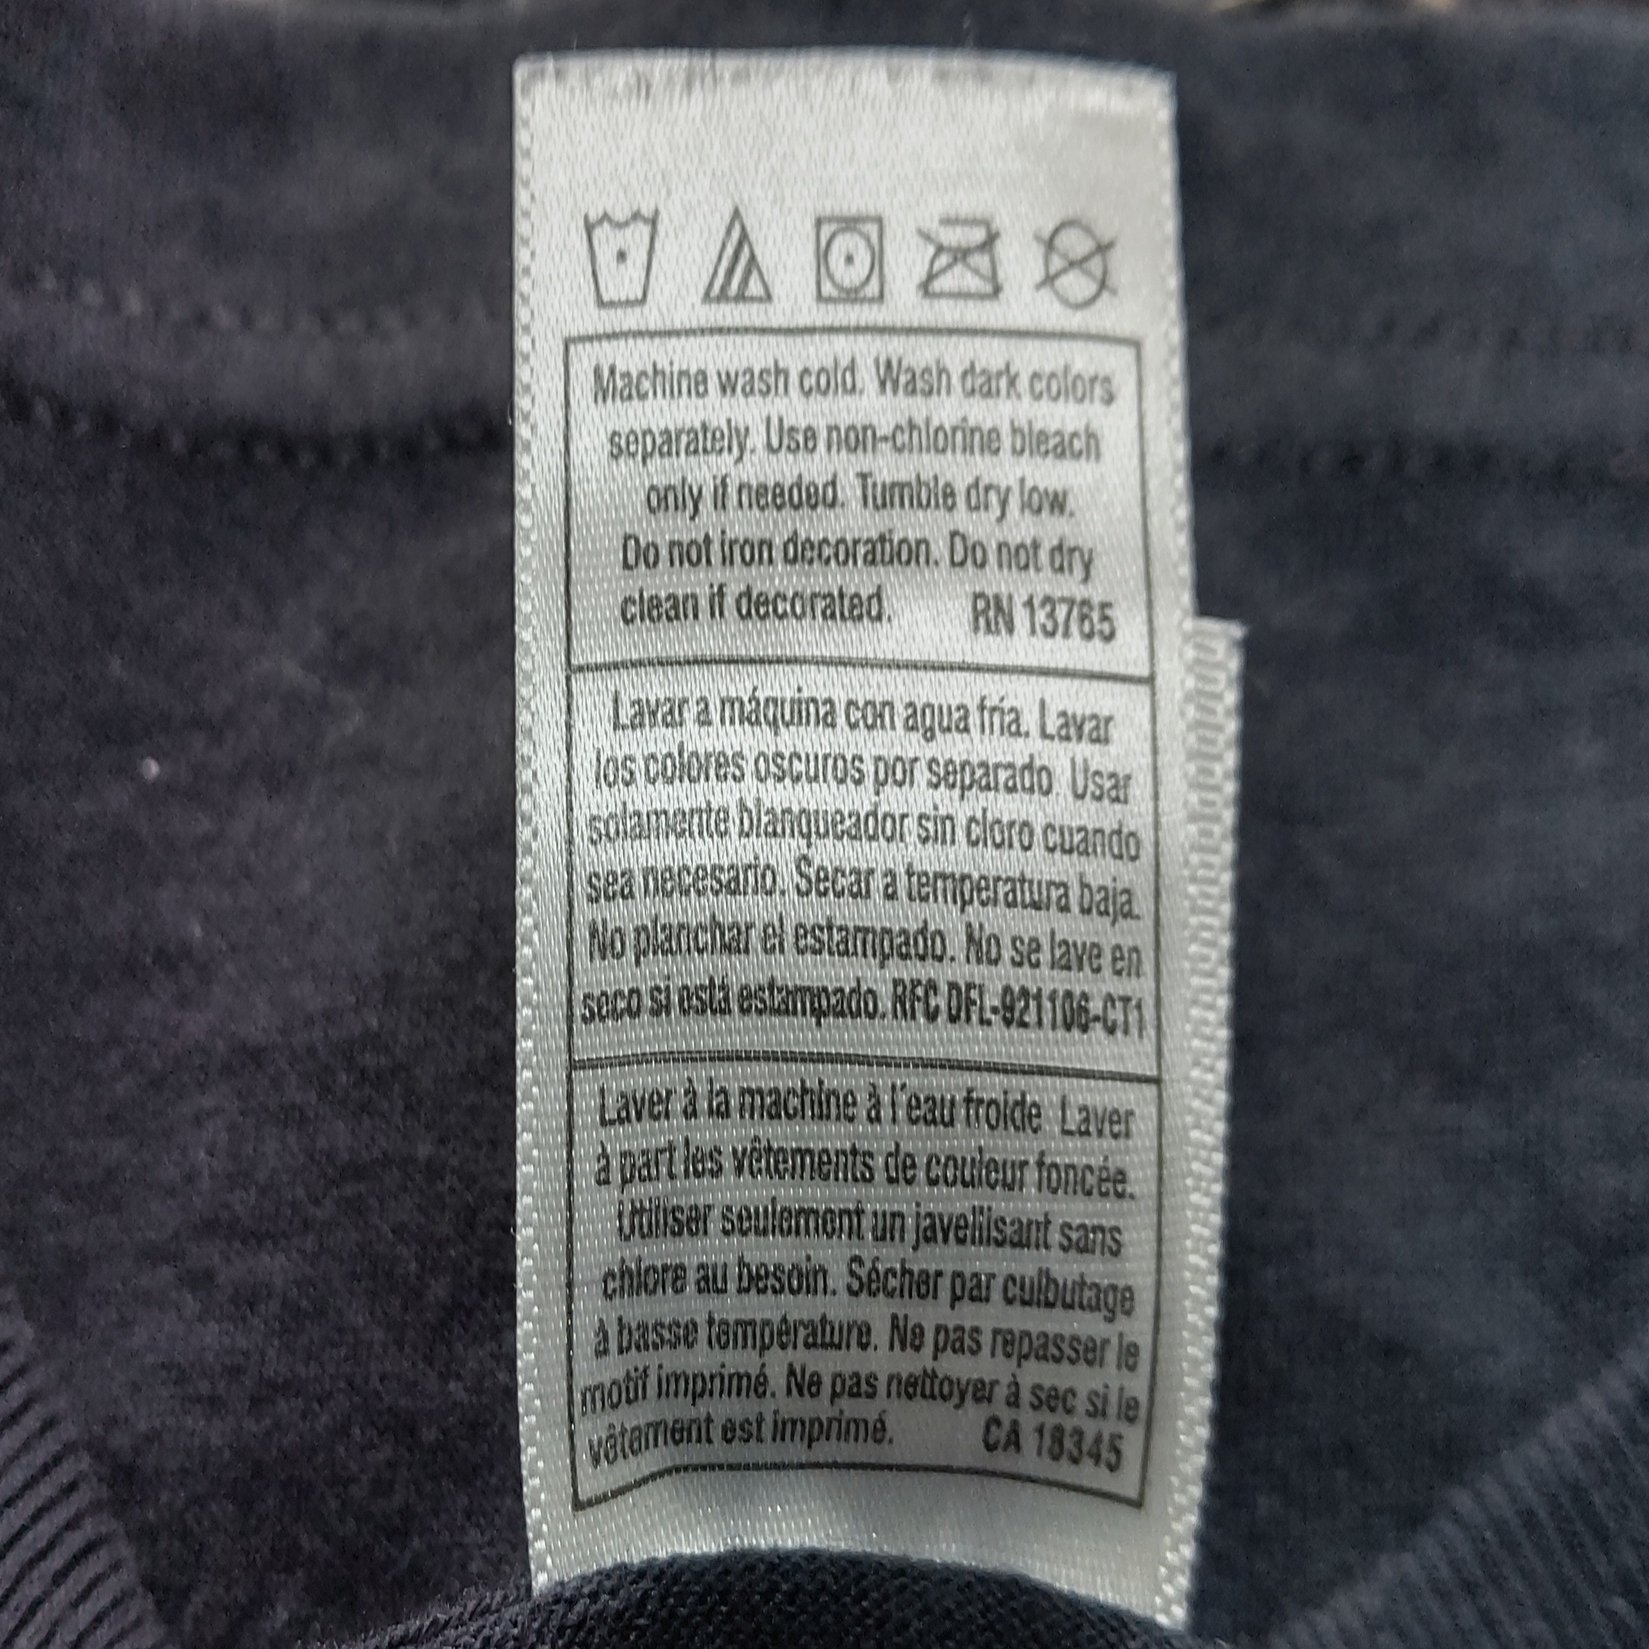 Machine wash cold. Wash dark colors
separately. Use non-chlorine bleach
only if needed. Tumble dry low.
Do not iron decoration. Do not dry
clean if decorated. RN 13765
Lavar a máquina con agua fría. Lavar
los colores oscuros por separado. Usar
solamente blanqueador sin cloro cuando
sea necesario. Secar a temperatura baja.
No planchar el estampado. No se lave en
seco si está estampado. RFC DFL-921106-CT1
Laver à la machine à l'eau froide. Laver
à part les vêtements de couleur foncée.
Utiliser seulement un javellisant sans
chlore au besoin. Sécher par culbutage
à basse température. Ne pas repasser le
motif imprimé. Ne pas nettoyer à sec si le
vêtement est imprimé. CA 18345